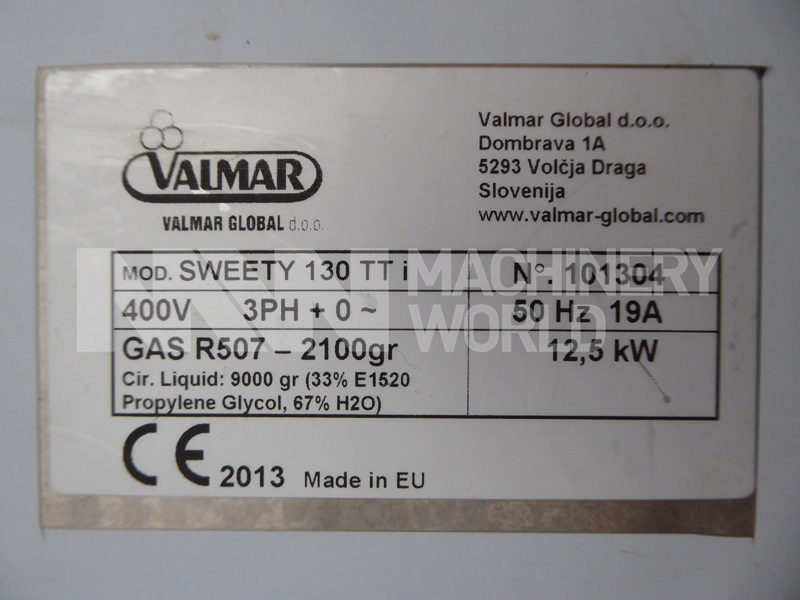 VALMAR
VALMAR GLOBAL d.o.o.
Valmar Global d.o.o.
Dombrava 1A
5293 Volčja Draga
Slovenija
www.valmar-global.com
MOD. SWEETY 130 TT i
N°. 101304
400V 3PH + 0 ~
50 Hz 19A
GAS R507 – 2100gr
12,5 kW
Cir. Liquid: 9000 gr (33% E1520
Propylene Glycol, 67% H2O)
CE 2013 Made in EU
MACHINERY
WORLD